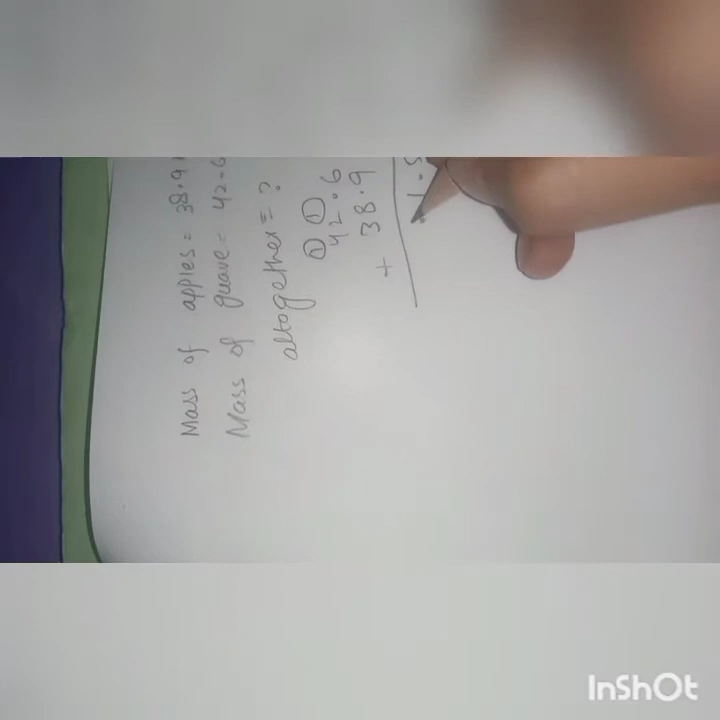 Mass of apples = 38.9
Mass of guave = 42.6
altogether = ?
① ①
42.6
+ 38.9
1.5
InShOt